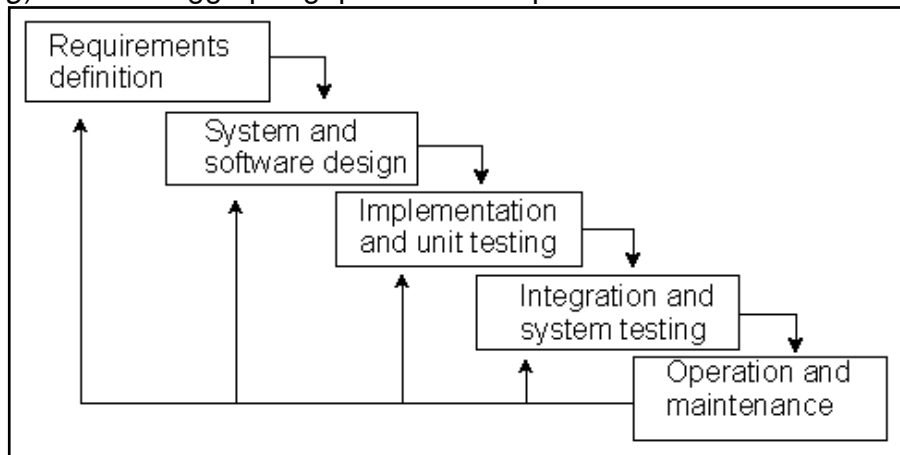 Requirements
definition
System and
software design
Implementation
and unit testing
Integration and
system testing
Operation and
maintenance